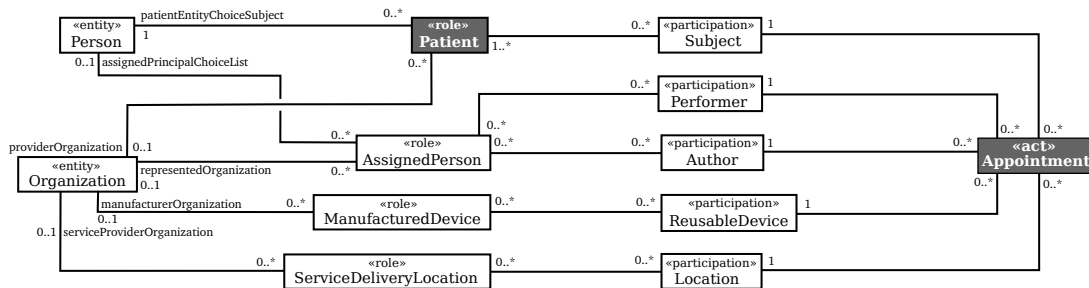 patientEntityChoiceSubject
«entity»
Person
1
0..*
«role»
Patient
1..*
0..*
«participation»
Subject
1
0..1
assignedPrincipalChoiceList
0..*
0..*
«participation»
Performer
1
0..*
0..*
providerOrganization
0..1
0..*
«role»
AssignedPerson
0..*
0..*
0..*
«participation»
Author
1
0..*
«act»
Appointment
«entity»
Organization
representedOrganization
0..1
0..*
0..*
0..*
manufacturerOrganization
0..1
0..*
«role»
ManufacturedDevice
0..*
0..*
«participation»
ReusableDevice
1
0..1
serviceProviderOrganization
0..*
«role»
ServiceDeliveryLocation
0..*
0..*
«participation»
Location
1